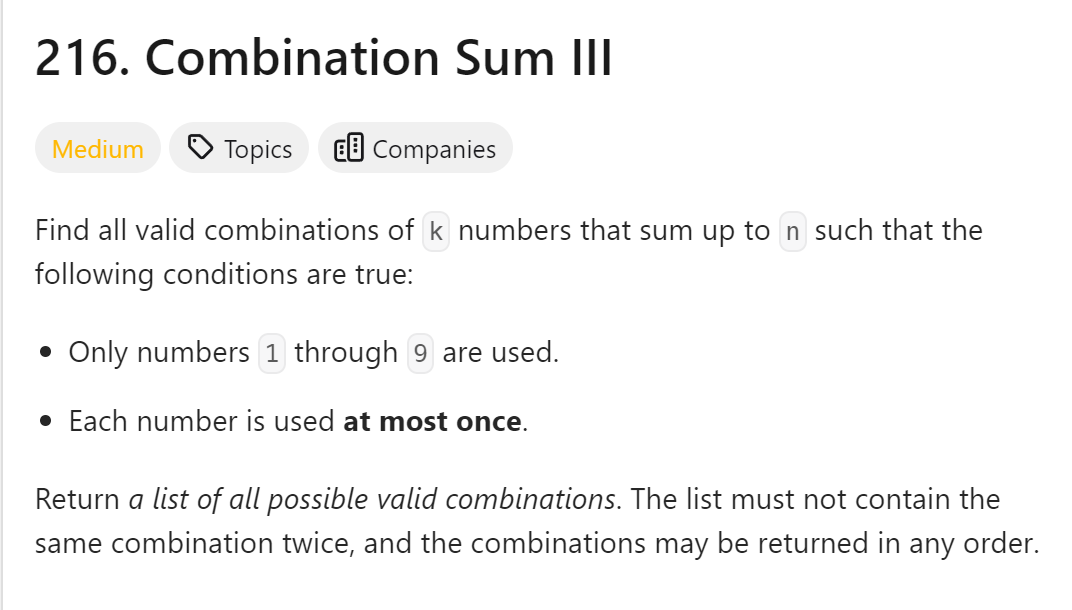 216. Combination Sum III
Medium Topics Companies
Find all valid combinations of k numbers that sum up to n such that the
following conditions are true:
• Only numbers 1 through 9 are used.
• Each number is used at most once.
Return a list of all possible valid combinations. The list must not contain the
same combination twice, and the combinations may be returned in any order.